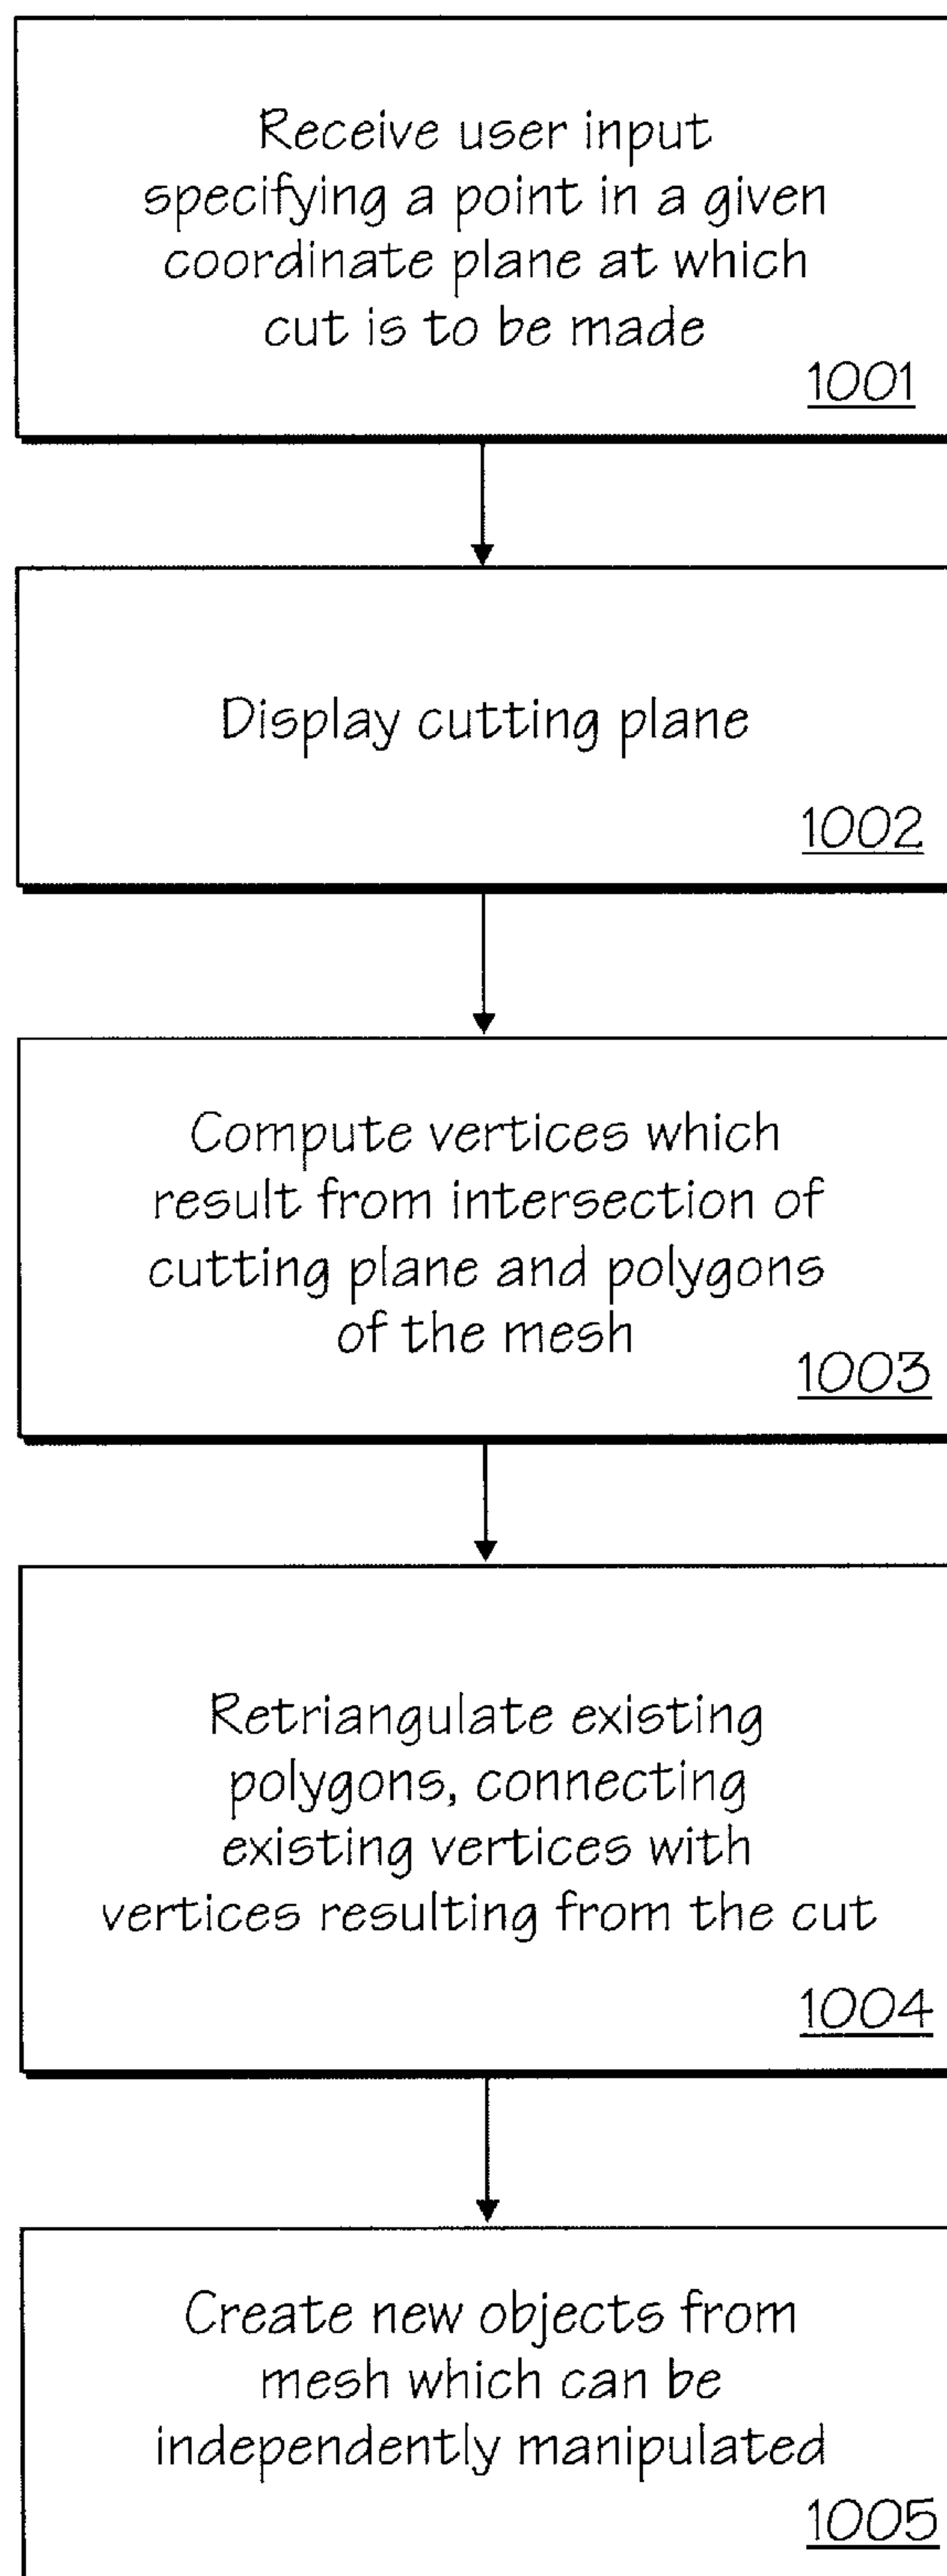 Receive user input
specifying a point in a given
coordinate plane at which
cut is to be made
1001
Display cutting plane
1002
Compute vertices which
result from intersection of
cutting plane and polygons
of the mesh
1003
Retriangulate existing
polygons, connecting
existing vertices with
vertices resulting from the cut
1004
Create new objects from
mesh which can be
independently manipulated
1005